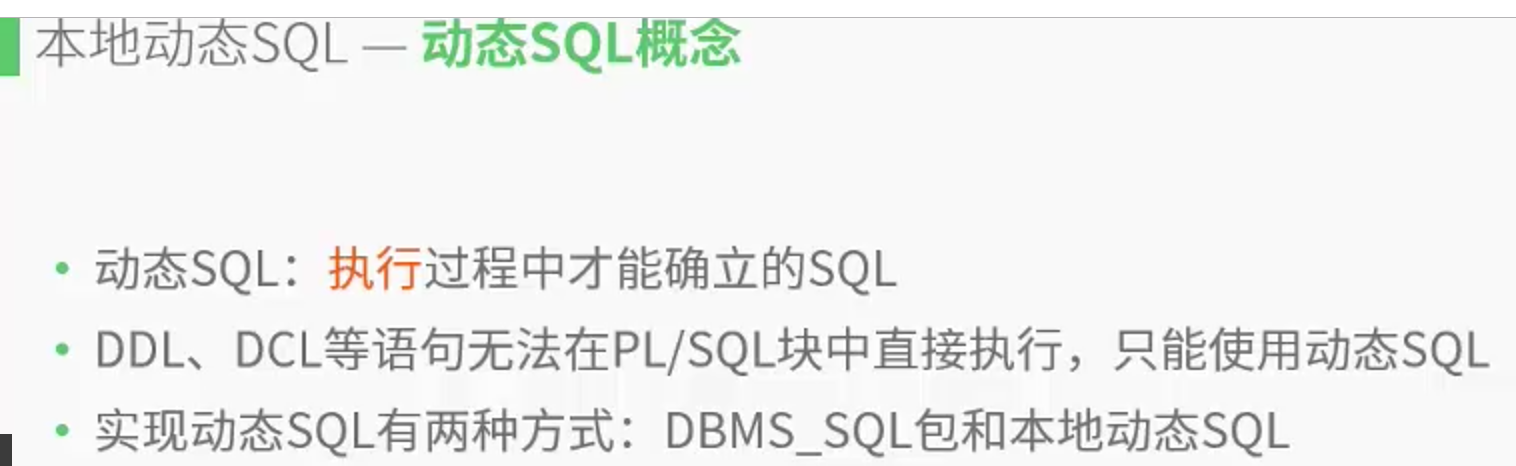 本地动态SQL — 动态SQL概念
• 动态SQL：执行过程中才能确立的SQL
• DDL、DCL等语句无法在PL/SQL块中直接执行，只能使用动态SQL
• 实现动态SQL有两种方式：DBMS_SQL包和本地动态SQL